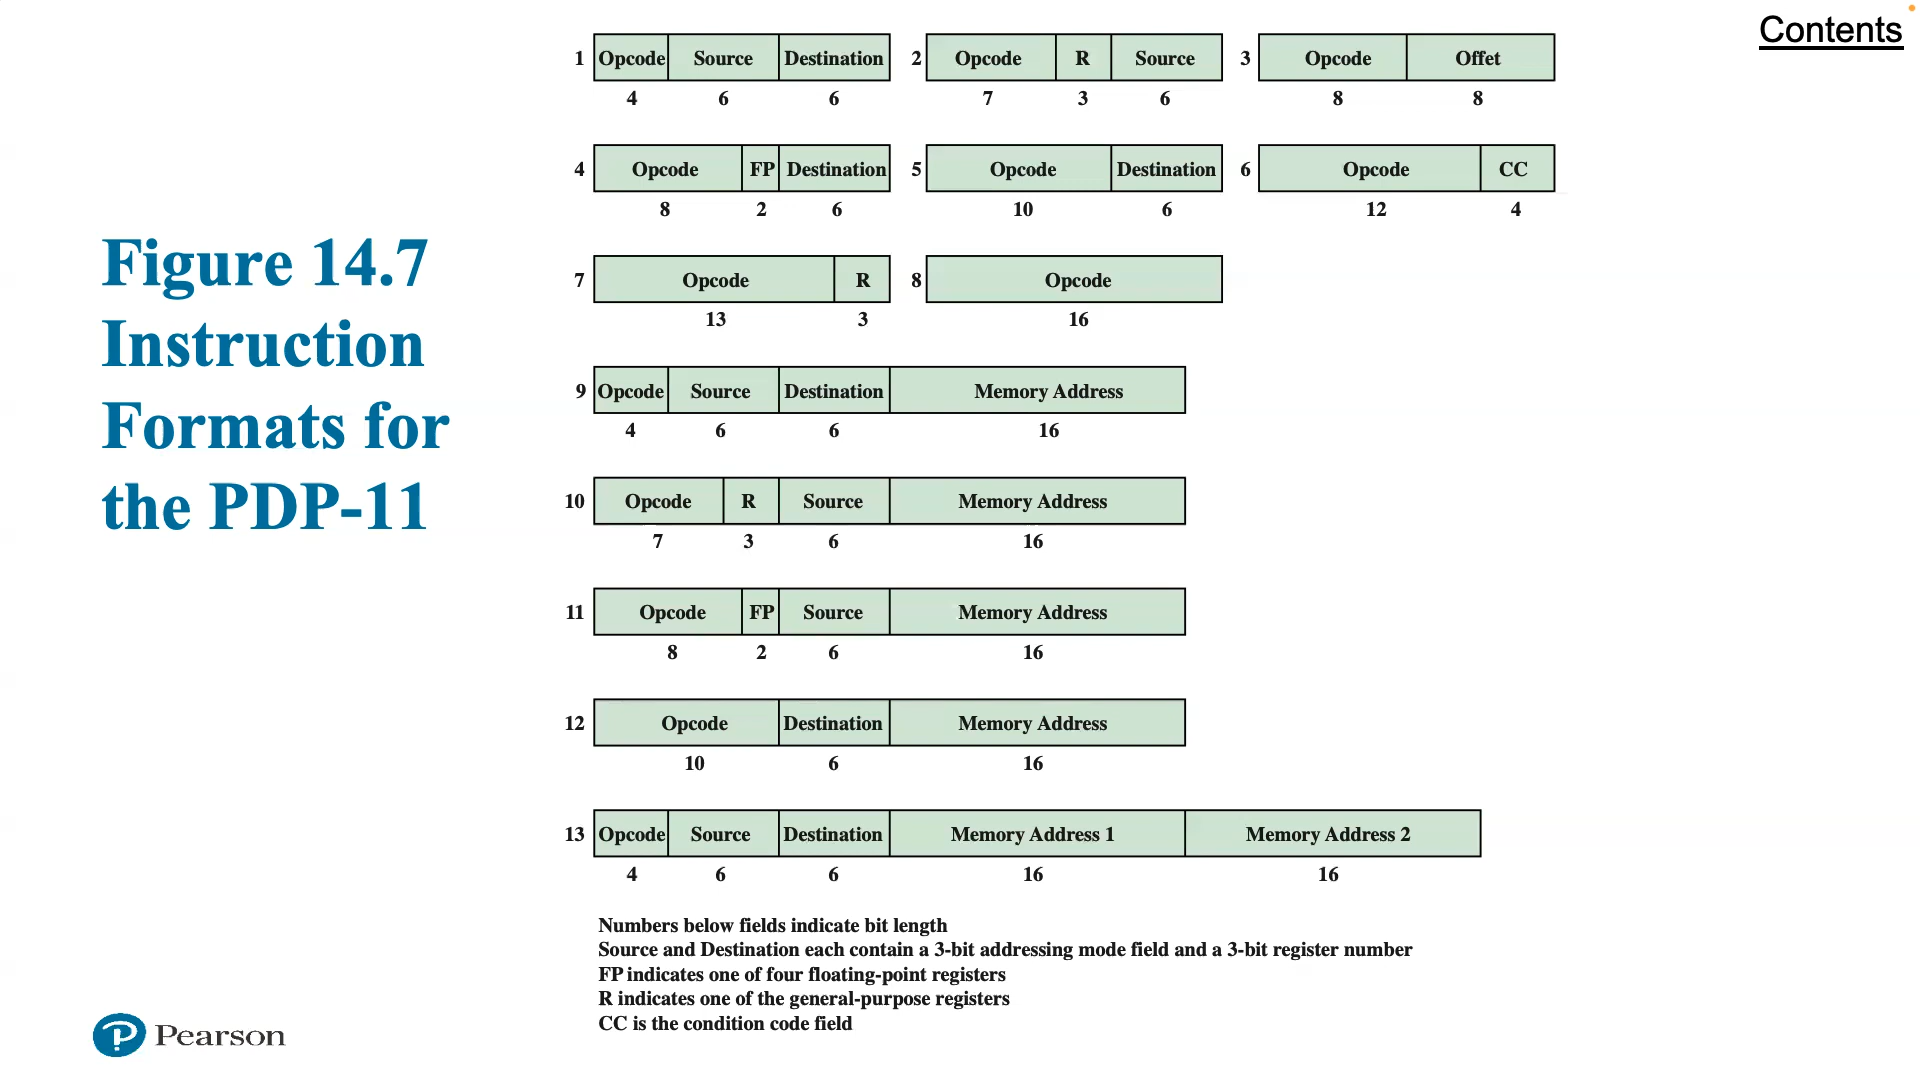 Contents
Figure 14.7
Instruction
Formats for
the PDP-11
1 Opcode Source Destination 2 Opcode R Source 3 Opcode Offet
4 6 6 7 3 6 8 8
4 Opcode FP Destination 5 Opcode Destination 6 Opcode CC
8 2 6 10 6 12 4
7 Opcode R 8 Opcode
13 3 16
9 Opcode Source Destination Memory Address
4 6 6 16
10 Opcode R Source Memory Address
7 3 6 16
11 Opcode FP Source Memory Address
8 2 6 16
12 Opcode Destination Memory Address
10 6 16
13 Opcode Source Destination Memory Address 1 Memory Address 2
4 6 6 16 16
Numbers below fields indicate bit length
Source and Destination each contain a 3-bit addressing mode field and a 3-bit register number
FP indicates one of four floating-point registers
R indicates one of the general-purpose registers
CC is the condition code field
P Pearson